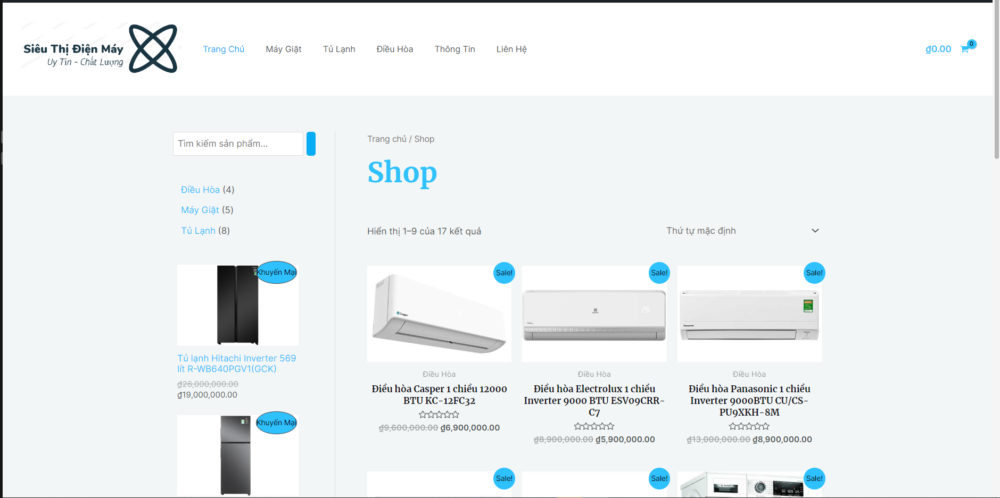 Siêu Thị Điện Máy
Uy Tín - Chất Lượng
Trang Chủ
Máy Giặt
Tủ Lạnh
Điều Hòa
Thông Tin
Liên Hệ
₫0.00
0
Tìm kiếm sản phẩm...
Điều Hòa (4)
Máy Giặt (5)
Tủ Lạnh (8)
Khuyến Mại
Tủ lạnh Hitachi Inverter 569
lít R-WB640PGV1(GCK)
₫26,000,000.00
₫19,000,000.00
Khuyến Mại
Trang chủ / Shop
Shop
Hiển thị 1–9 của 17 kết quả
Thứ tự mặc định
Sale!
Casper
Điều Hòa
Điều hòa Casper 1 chiều 12000
BTU KC-12FC32
₫9,600,000.00 ₫6,900,000.00
Sale!
26
Electrolux
Điều Hòa
Điều hòa Electrolux 1 chiều
Inverter 9000 BTU ESV09CRR-
C7
₫8,900,000.00 ₫5,900,000.00
Sale!
Panasonic
Điều Hòa
Điều hòa Panasonic 1 chiều
Inverter 9000BTU CU/CS-
PU9XKH-8M
₫13,000,000.00 ₫8,900,000.00
Sale!
Sale!
Sale!
BOSCH